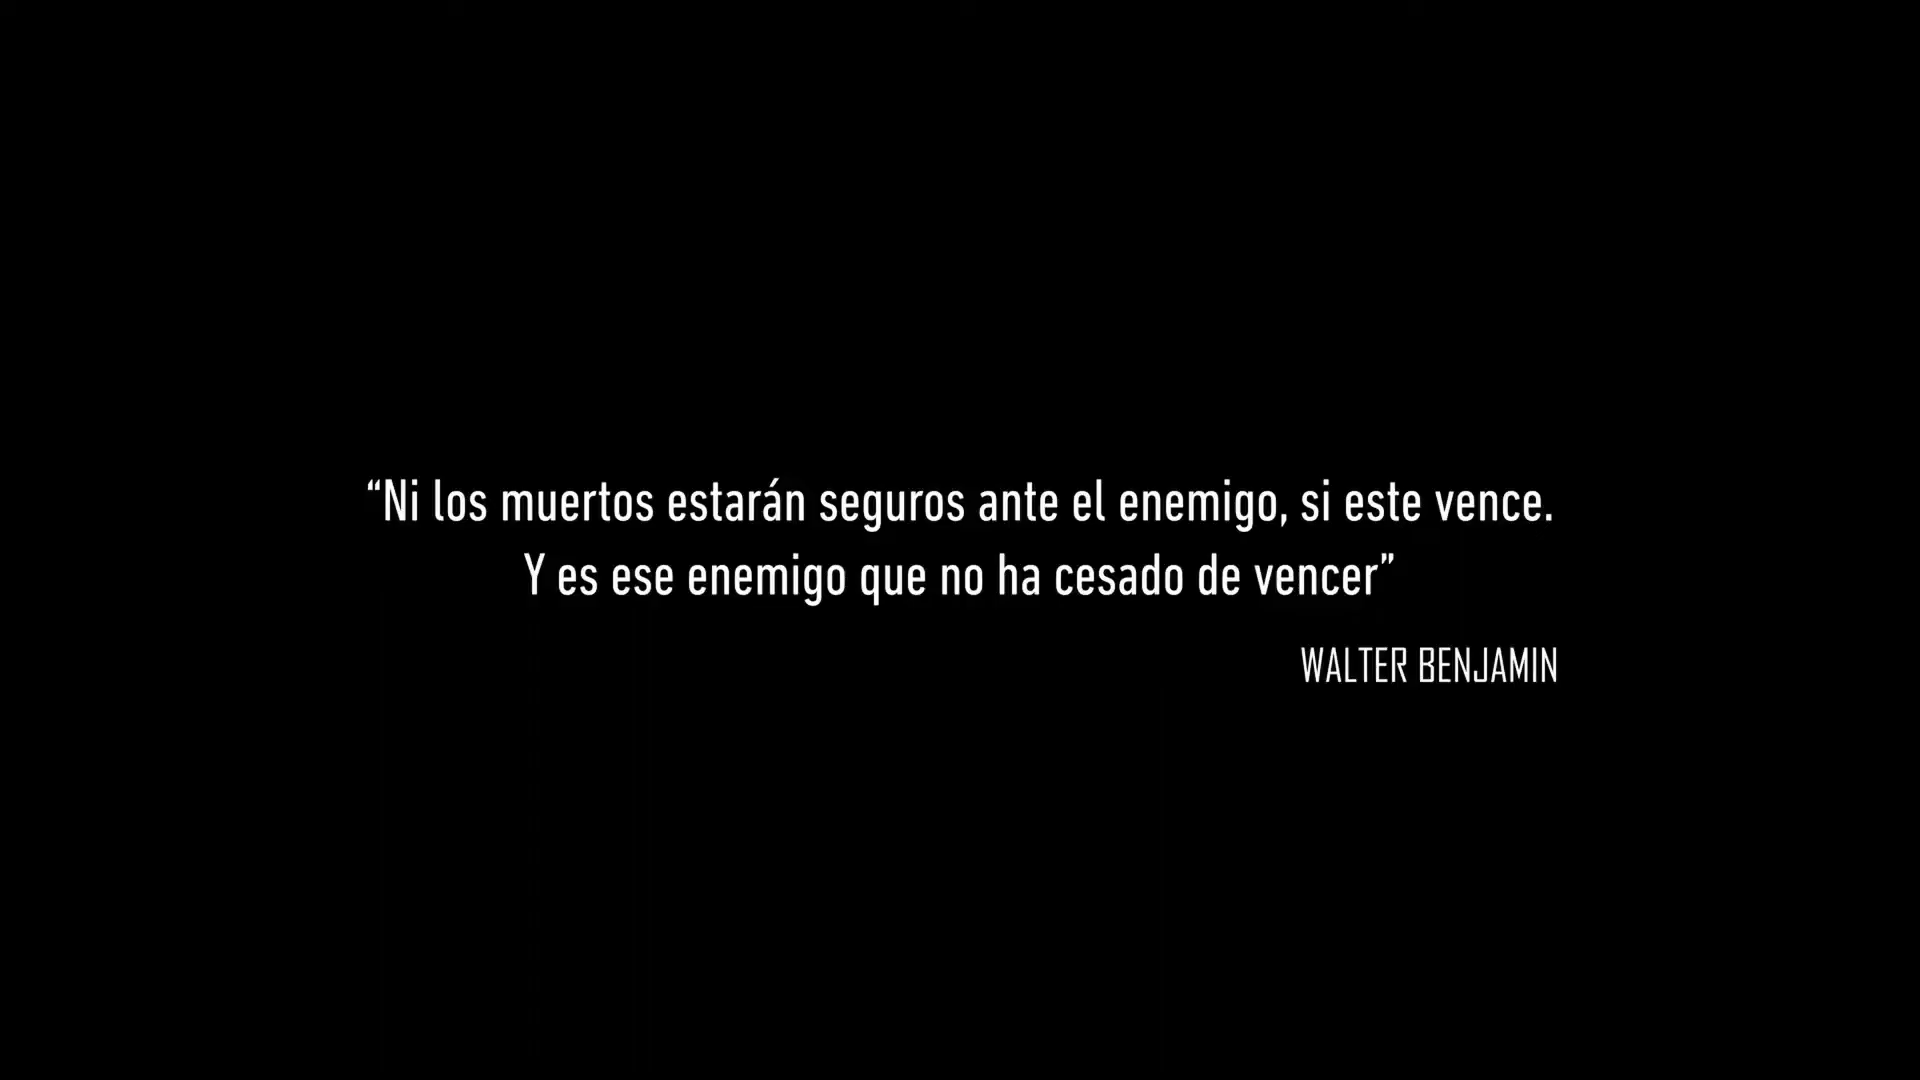 “Ni los muertos estarán seguros ante el enemigo, si este vence.
Y es ese enemigo que no ha cesado de vencer”
WALTER BENJAMIN